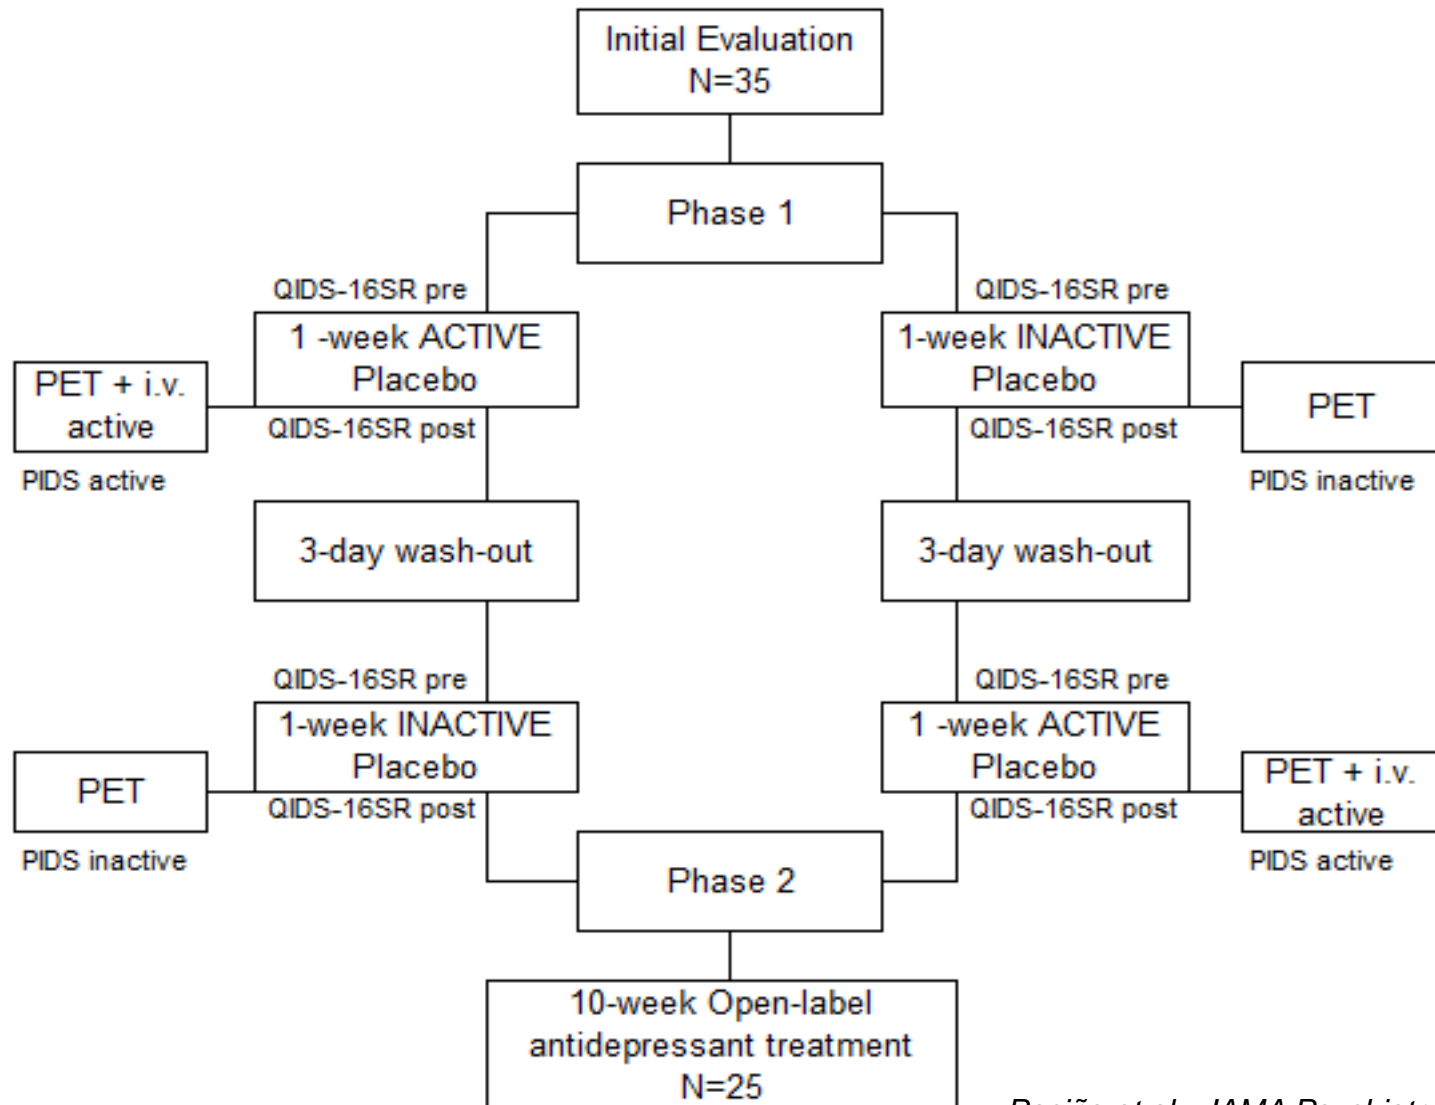 Initial Evaluation
N=35
Phase 1
QIDS-16SR pre
1 -week ACTIVE
Placebo
QIDS-16SR post
PET + i.v.
active
PIDS active
QIDS-16SR pre
1-week INACTIVE
Placebo
QIDS-16SR post
PET
PIDS inactive
3-day wash-out
3-day wash-out
QIDS-16SR pre
1-week INACTIVE
Placebo
QIDS-16SR post
PET
PIDS inactive
QIDS-16SR pre
1 -week ACTIVE
Placebo
QIDS-16SR post
PET + i.v.
active
PIDS active
Phase 2
10-week Open-label
antidepressant treatment
N=25
et al JAMA